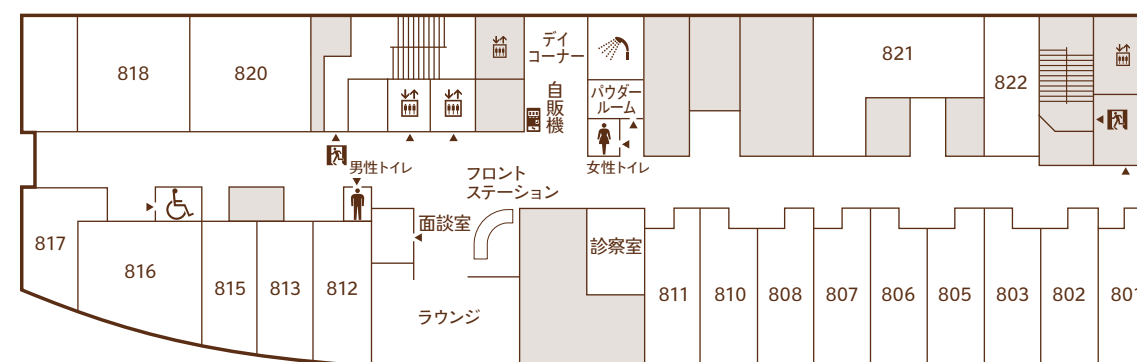 818
820
デイ
コーナー
自販機
パウダー
ルーム
821
822
男性トイレ
フロント
ステーション
女性トイレ
817
816
815
813
812
面談室
ラウンジ
診察室
811
810
808
807
806
805
803
802
801